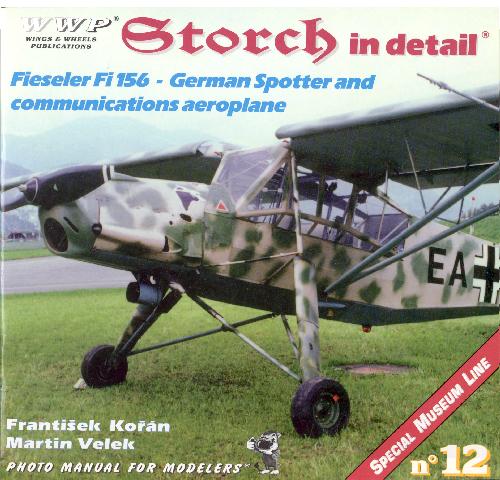 WWP®
WINGS & WHEELS
PUBLICATIONS
Storch in detail®
Fieseler Fi 156 - German Spotter and
communications aeroplane
EA
František Kořán
Martin Velek
PHOTO MANUAL FOR MODELERS®
SPECIAL MUSEUM LINE
n°12